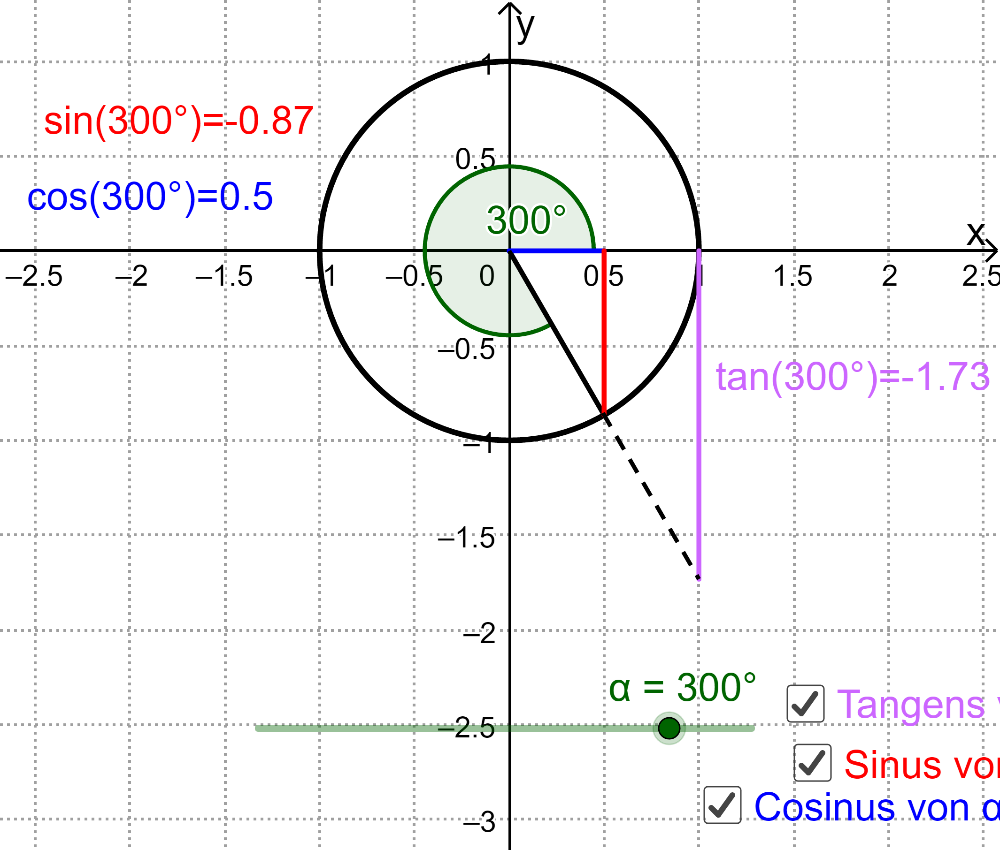 y
1
sin(300°)=-0.87
0.5
cos(300°)=0.5
300°
x
–2.5 –2 –1.5 –1 –0.5 0 0.5 1 1.5 2 2.5
–0.5
tan(300°)=-1.73
–1
–1.5
–2
α = 300°
Tangens
–2.5
Sinus von
Cosinus von α
–3